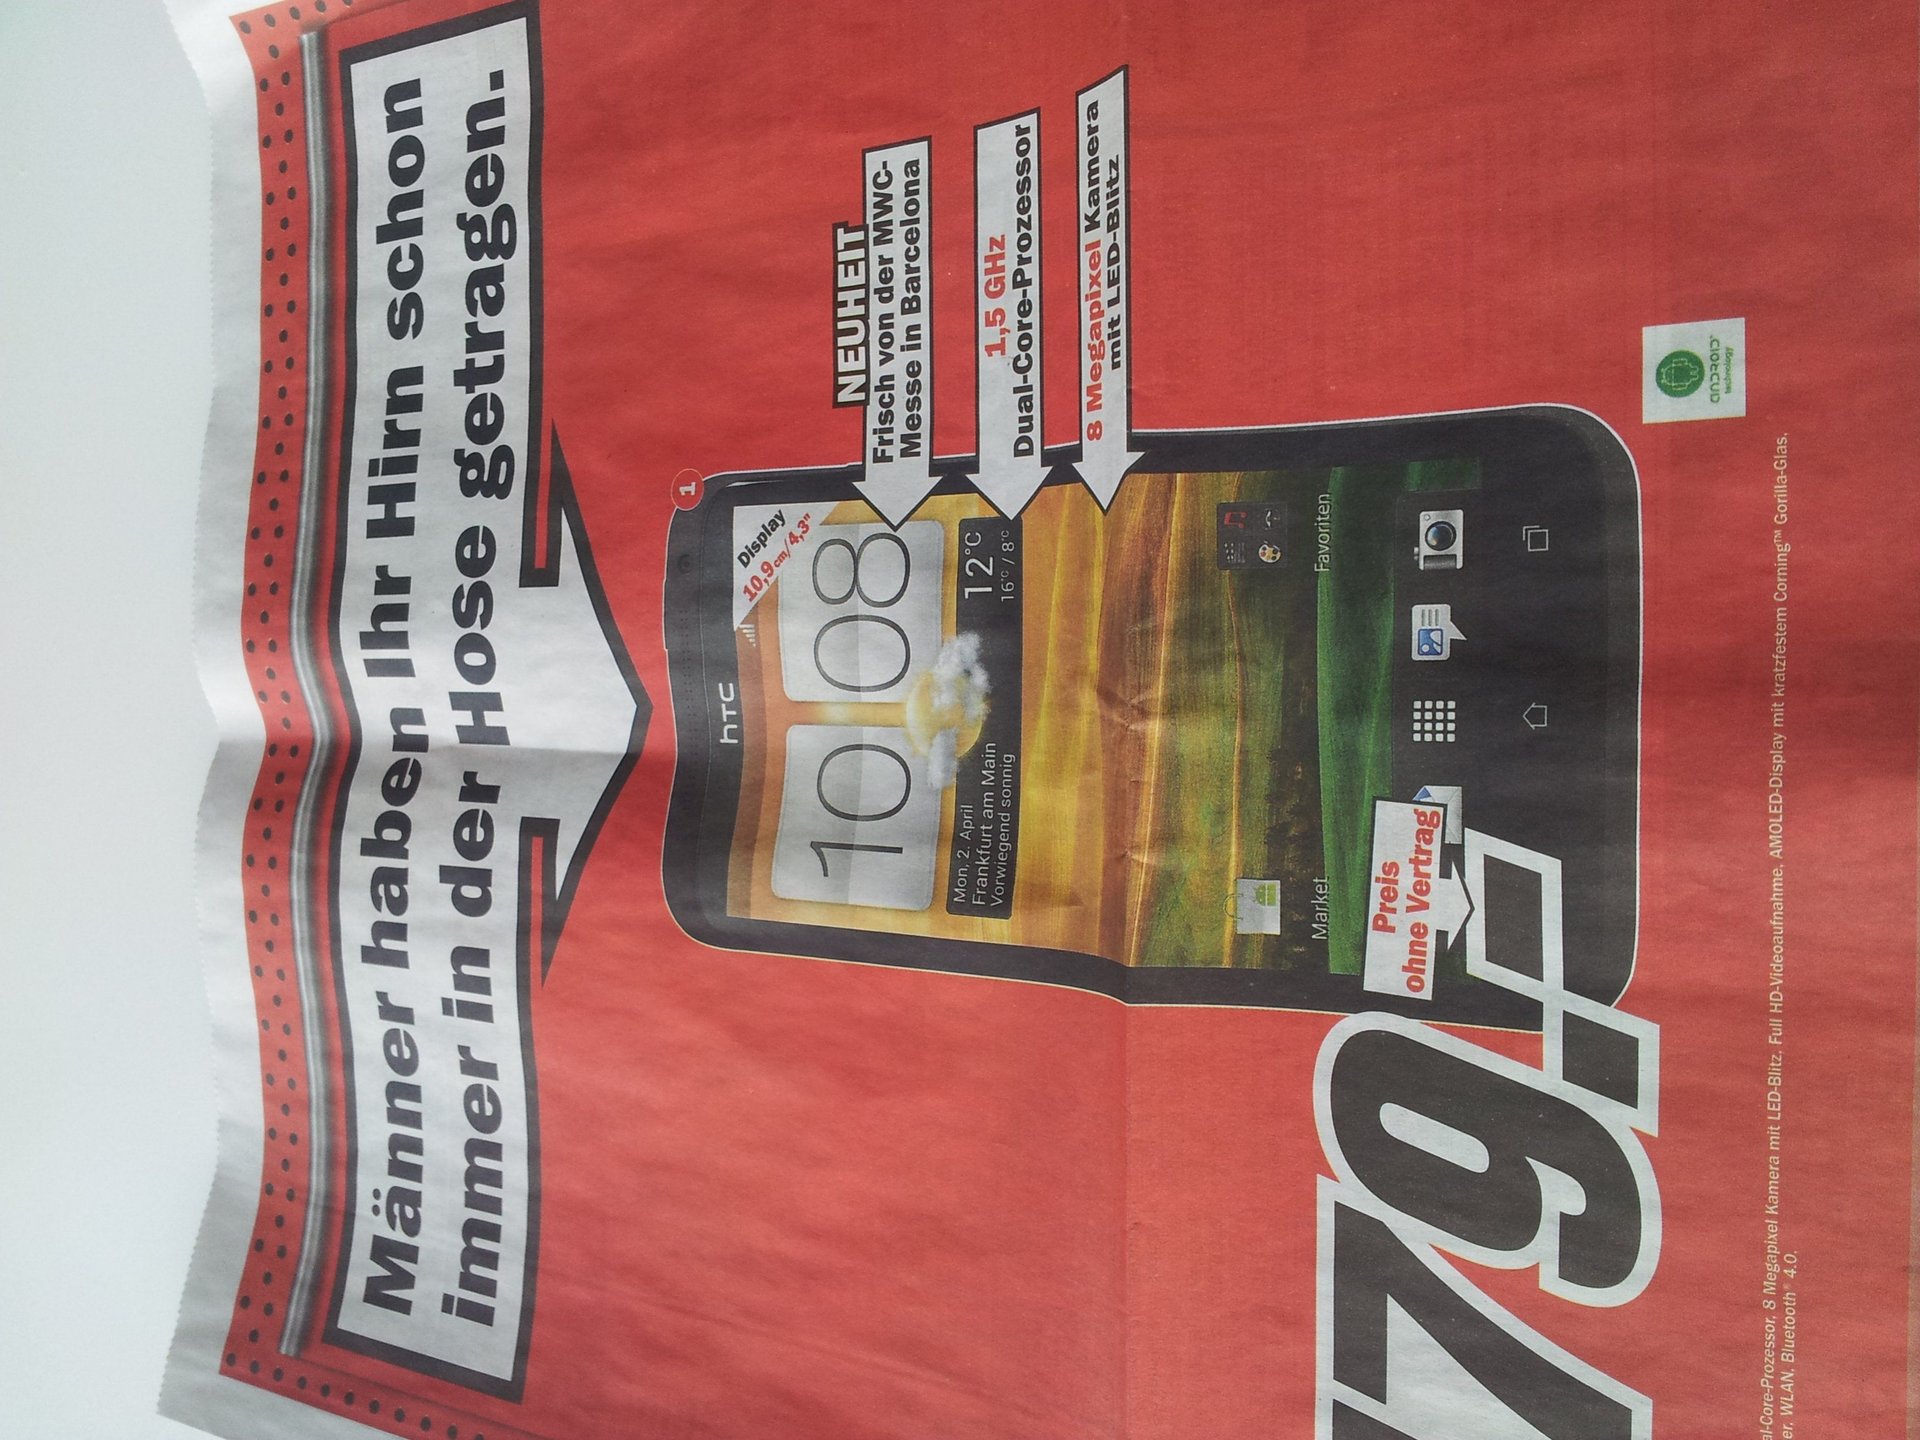 Männer haben Ihr Hirn schon
immer in der Hose getragen.
1
hTC
Display
10,9cm/4,3"
NEUHEIT
Frisch von der MWC-
Messe in Barcelona
10 08
1,5 GHz
Dual-Core-Prozessor
Mon, 2. April
Frankfurt am Main
Vorwiegend sonnig
12°C
16°C / 8°C
8 Megapixel Kamera
mit LED-Blitz
Market
Favoriten
Preis
ohne Vertrag
79.-
ANDROID
technology
al-Core-Prozessor, 8 Megapixel Kamera mit LED-Blitz, Full HD-Videoaufnahme, AMOLED-Display mit kratzfestem Corning™ Gorilla-Glas,
er, WLAN, Bluetooth® 4.0.